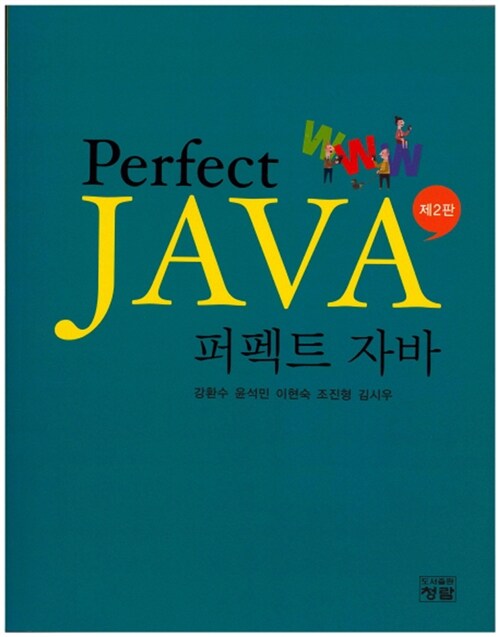 Perfect
WWW
JAVA
제2판
퍼펙트 자바
강환수 윤석민 이현숙 조진형 김시우
도서출판
청람